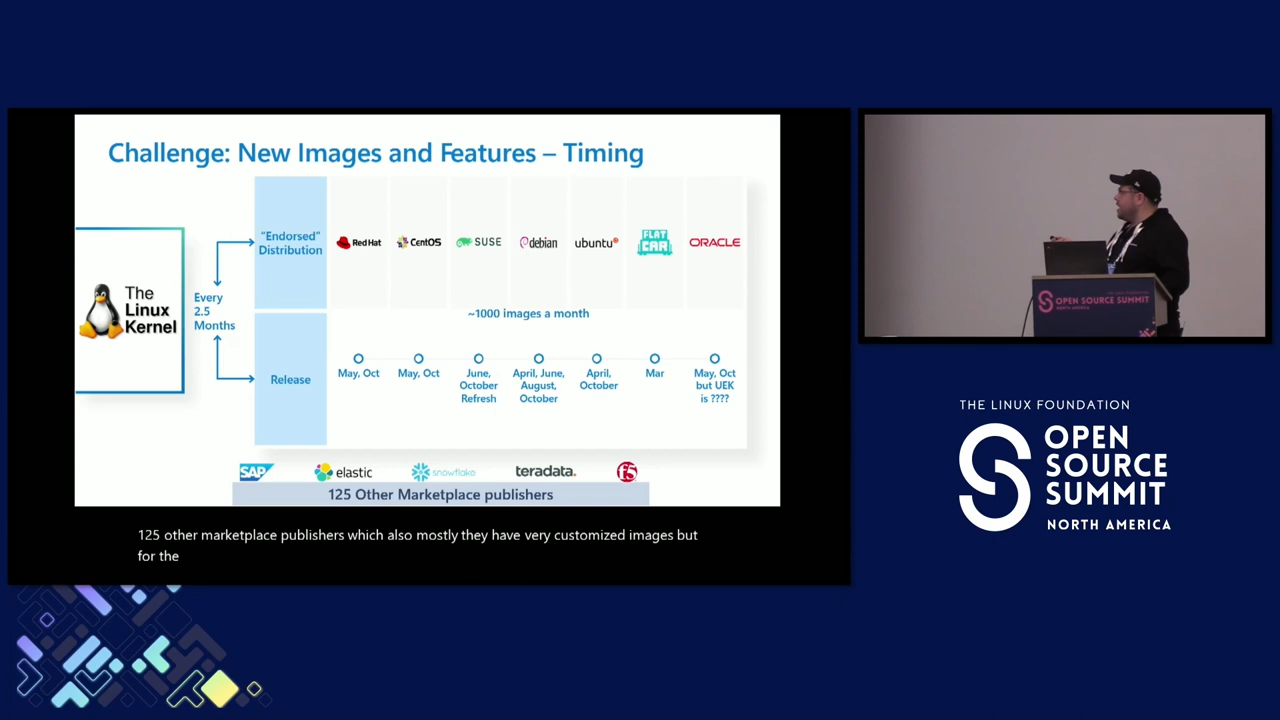 Challenge: New Images and Features – Timing
The
Linux
Kernel
Every
2.5
Months
"Endorsed"
Distribution
Red Hat
CentOS
SUSE
debian
ubuntu
FLAT
CAR
ORACLE
~1000 images a month
Release
May, Oct
May, Oct
June,
October
Refresh
April, June,
August,
October
April,
October
Mar
May, Oct
but UEK
is ????
SAP
elastic
snowflake
teradata.
f5
125 Other Marketplace publishers
125 other marketplace publishers which also mostly they have very customized images but
for the
OPEN SOURCE SUMMIT
NORTH AMERICA
THE LINUX FOUNDATION
OPEN
SOURCE
SUMMIT
NORTH AMERICA